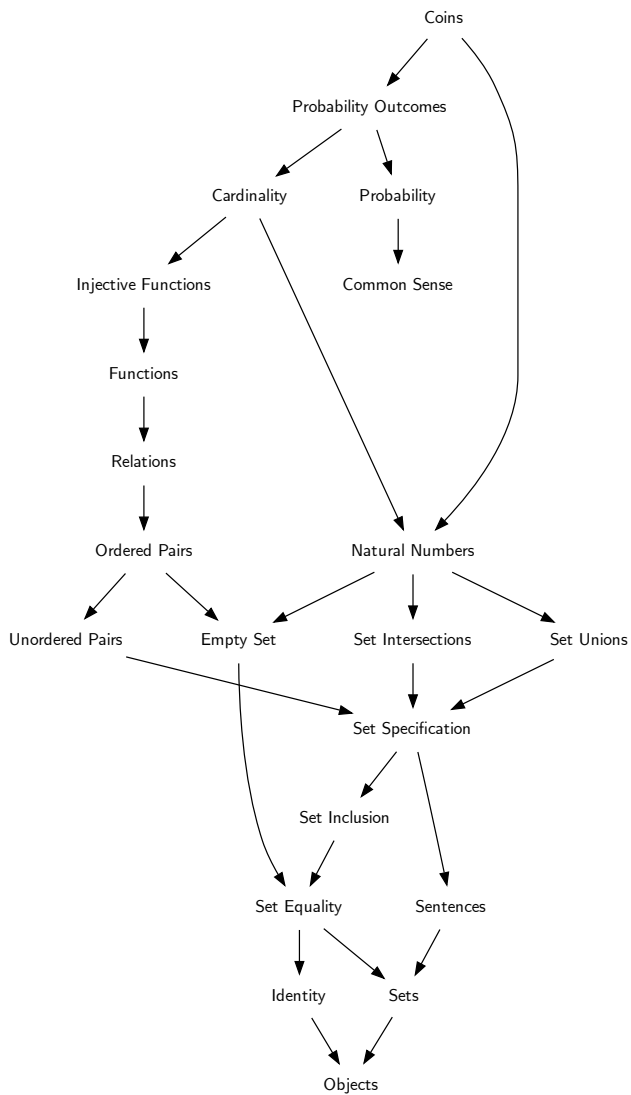 Coins
Probability Outcomes
Cardinality
Probability
Injective Functions
Common Sense
Functions
Relations
Ordered Pairs
Natural Numbers
Unordered Pairs
Empty Set
Set Intersections
Set Unions
Set Specification
Set Inclusion
Set Equality
Sentences
Identity
Sets
Objects